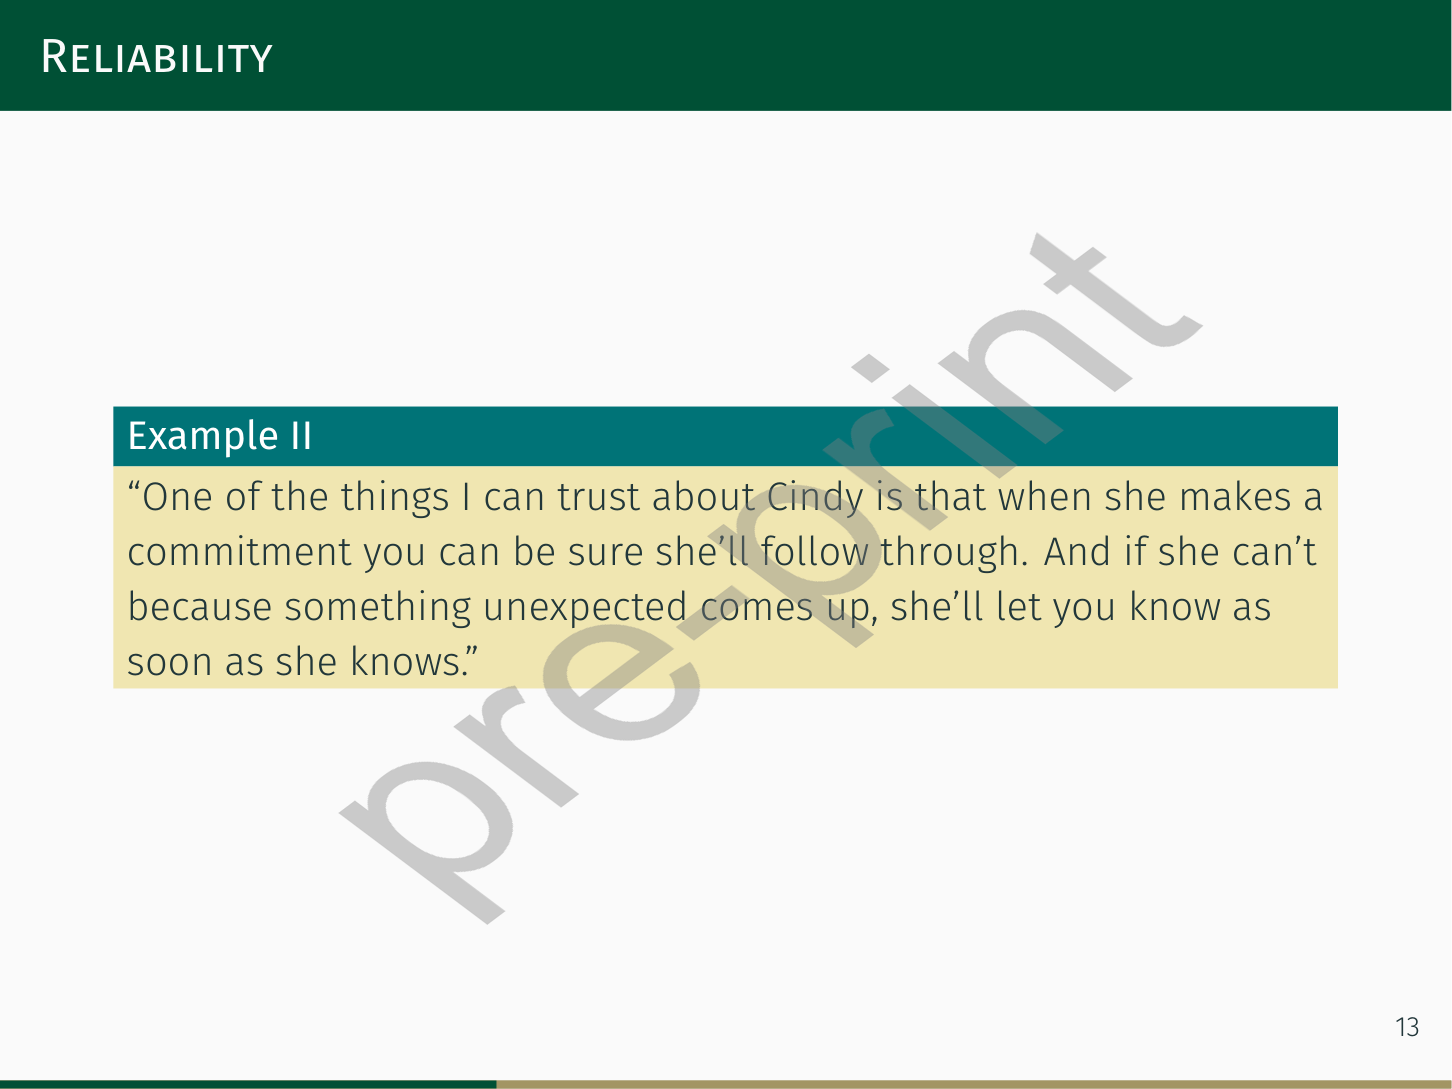 Reliability
Example II
“One of the things I can trust about Cindy is that when she makes a
commitment you can be sure she’ll follow through. And if she can’t
because something unexpected comes up, she’ll let you know as
soon as she knows.”
pre-print
13